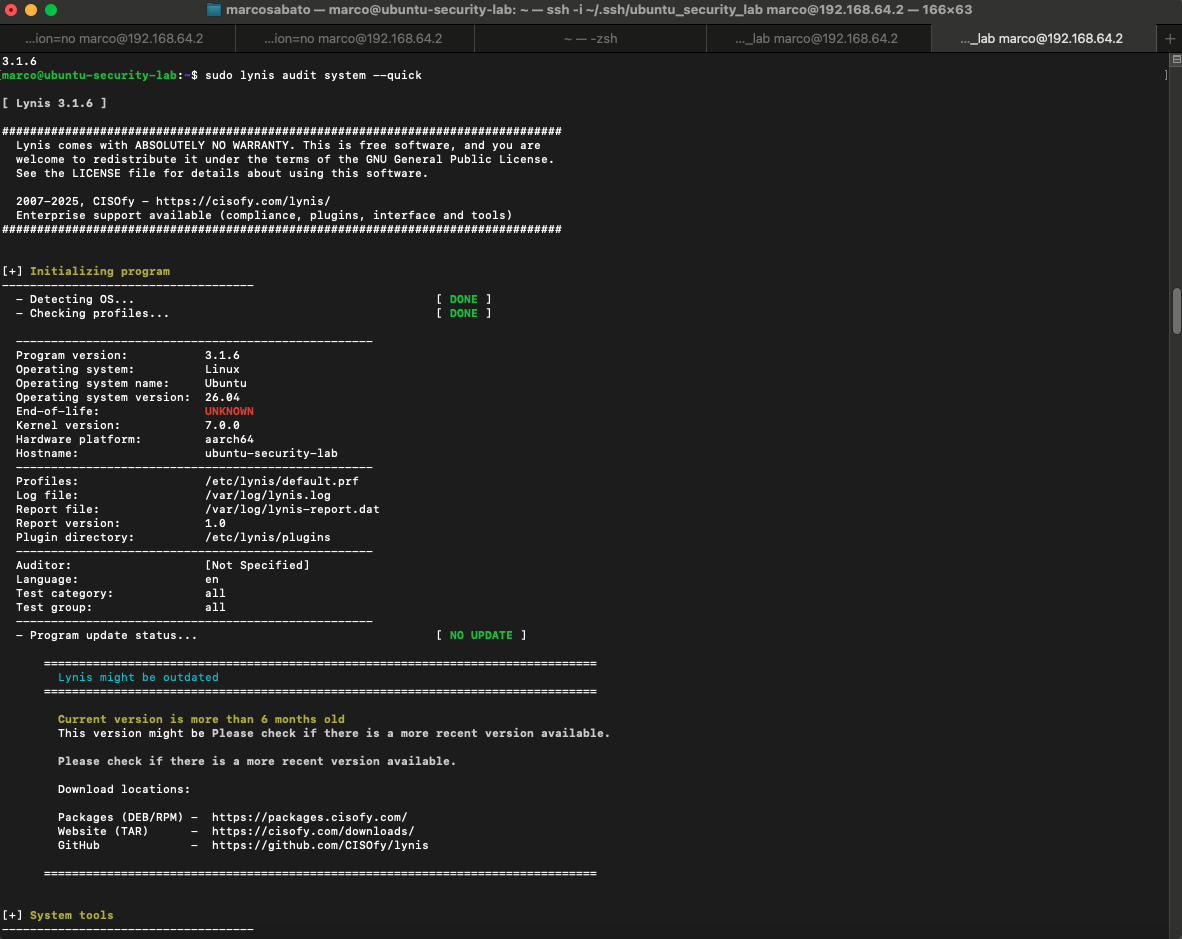 marcosabato — marco@ubuntu-security-lab: ~ — ssh -i ~/.ssh/ubuntu_security_lab marco@192.168.64.2 — 166×63
...ion=no marco@192.168.64.2 ...ion=no marco@192.168.64.2 ~ — -zsh ..._lab marco@192.168.64.2 ..._lab marco@192.168.64.2 +
3.1.6
[marco@ubuntu-security-lab:~$ sudo lynis audit system --quick ]
[ Lynis 3.1.6 ]
################################################################################
Lynis comes with ABSOLUTELY NO WARRANTY. This is free software, and you are
welcome to redistribute it under the terms of the GNU General Public License.
See the LICENSE file for details about using this software.
2007-2025, CISOfy - https://cisofy.com/lynis/
Enterprise support available (compliance, plugins, interface and tools)
################################################################################
[+] Initializing program
------------------------------------
- Detecting OS... [ DONE ]
- Checking profiles... [ DONE ]
---------------------------------------------------
Program version: 3.1.6
Operating system: Linux
Operating system name: Ubuntu
Operating system version: 26.04
End-of-life: UNKNOWN
Kernel version: 7.0.0
Hardware platform: aarch64
Hostname: ubuntu-security-lab
---------------------------------------------------
Profiles: /etc/lynis/default.prf
Log file: /var/log/lynis.log
Report file: /var/log/lynis-report.dat
Report version: 1.0
Plugin directory: /etc/lynis/plugins
---------------------------------------------------
Auditor: [Not Specified]
Language: en
Test category: all
Test group: all
---------------------------------------------------
- Program update status... [ NO UPDATE ]
===============================================================================
Lynis might be outdated
===============================================================================
Current version is more than 6 months old
This version might be Please check if there is a more recent version available.
Please check if there is a more recent version available.
Download locations:
Packages (DEB/RPM) - https://packages.cisofy.com/
Website (TAR) - https://cisofy.com/downloads/
GitHub - https://github.com/CISOfy/lynis
===============================================================================
[+] System tools
------------------------------------